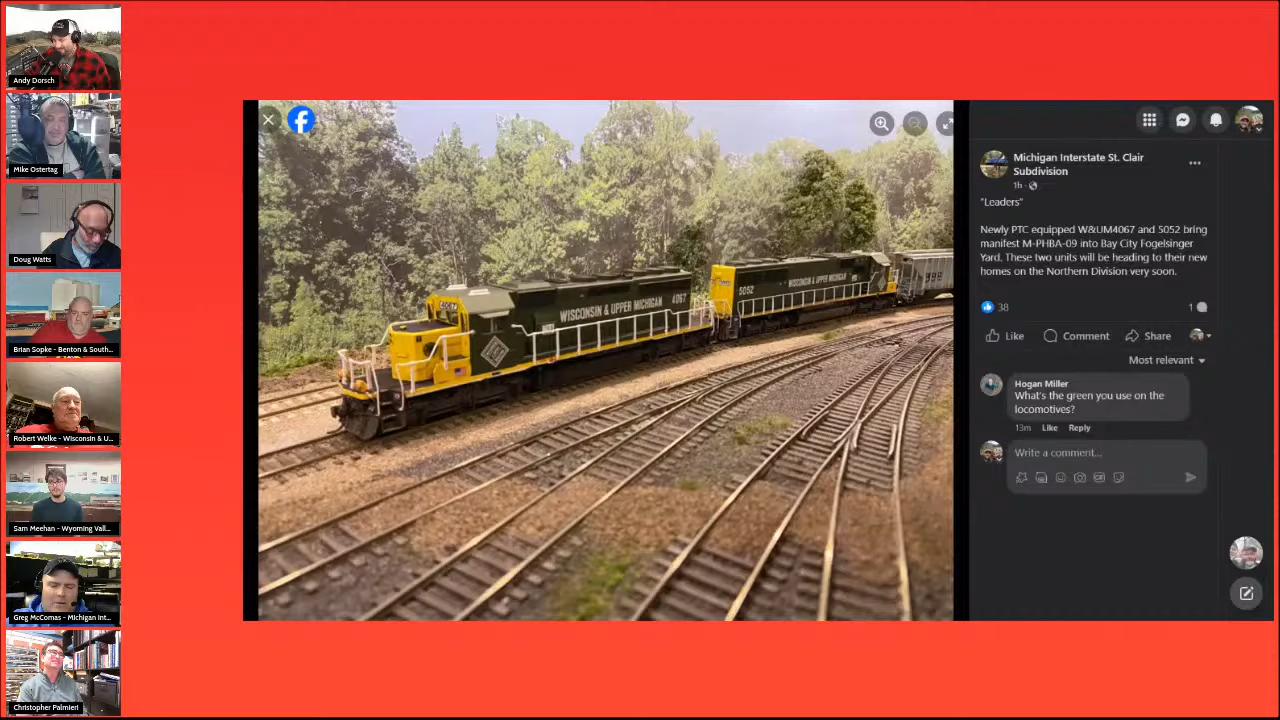 Andy Dorsch
Mike Ostertag
Doug Watts
Brian Sopke - Benton & South...
Robert Welke - Wisconsin & U...
Sam Meehan - Wyoming Vall...
Greg McComas - Michigan Int...
Christopher Palmieri
4067
WISCONSIN & UPPER MICHIGAN 4067
5052 WISCONSIN & UPPER MICHIGAN
Michigan Interstate St. Clair
Subdivision
1h
"Leaders"
Newly PTC equipped W&UM4067 and 5052 bring
manifest M-PHBA-09 into Bay City Fogelsinger
Yard. These two units will be heading to their new
homes on the Northern Division very soon.
38
1
Like
Comment
Share
Most relevant
Hogan Miller
What's the green you use on the
locomotives?
13m Like Reply
Write a comment...
GIF